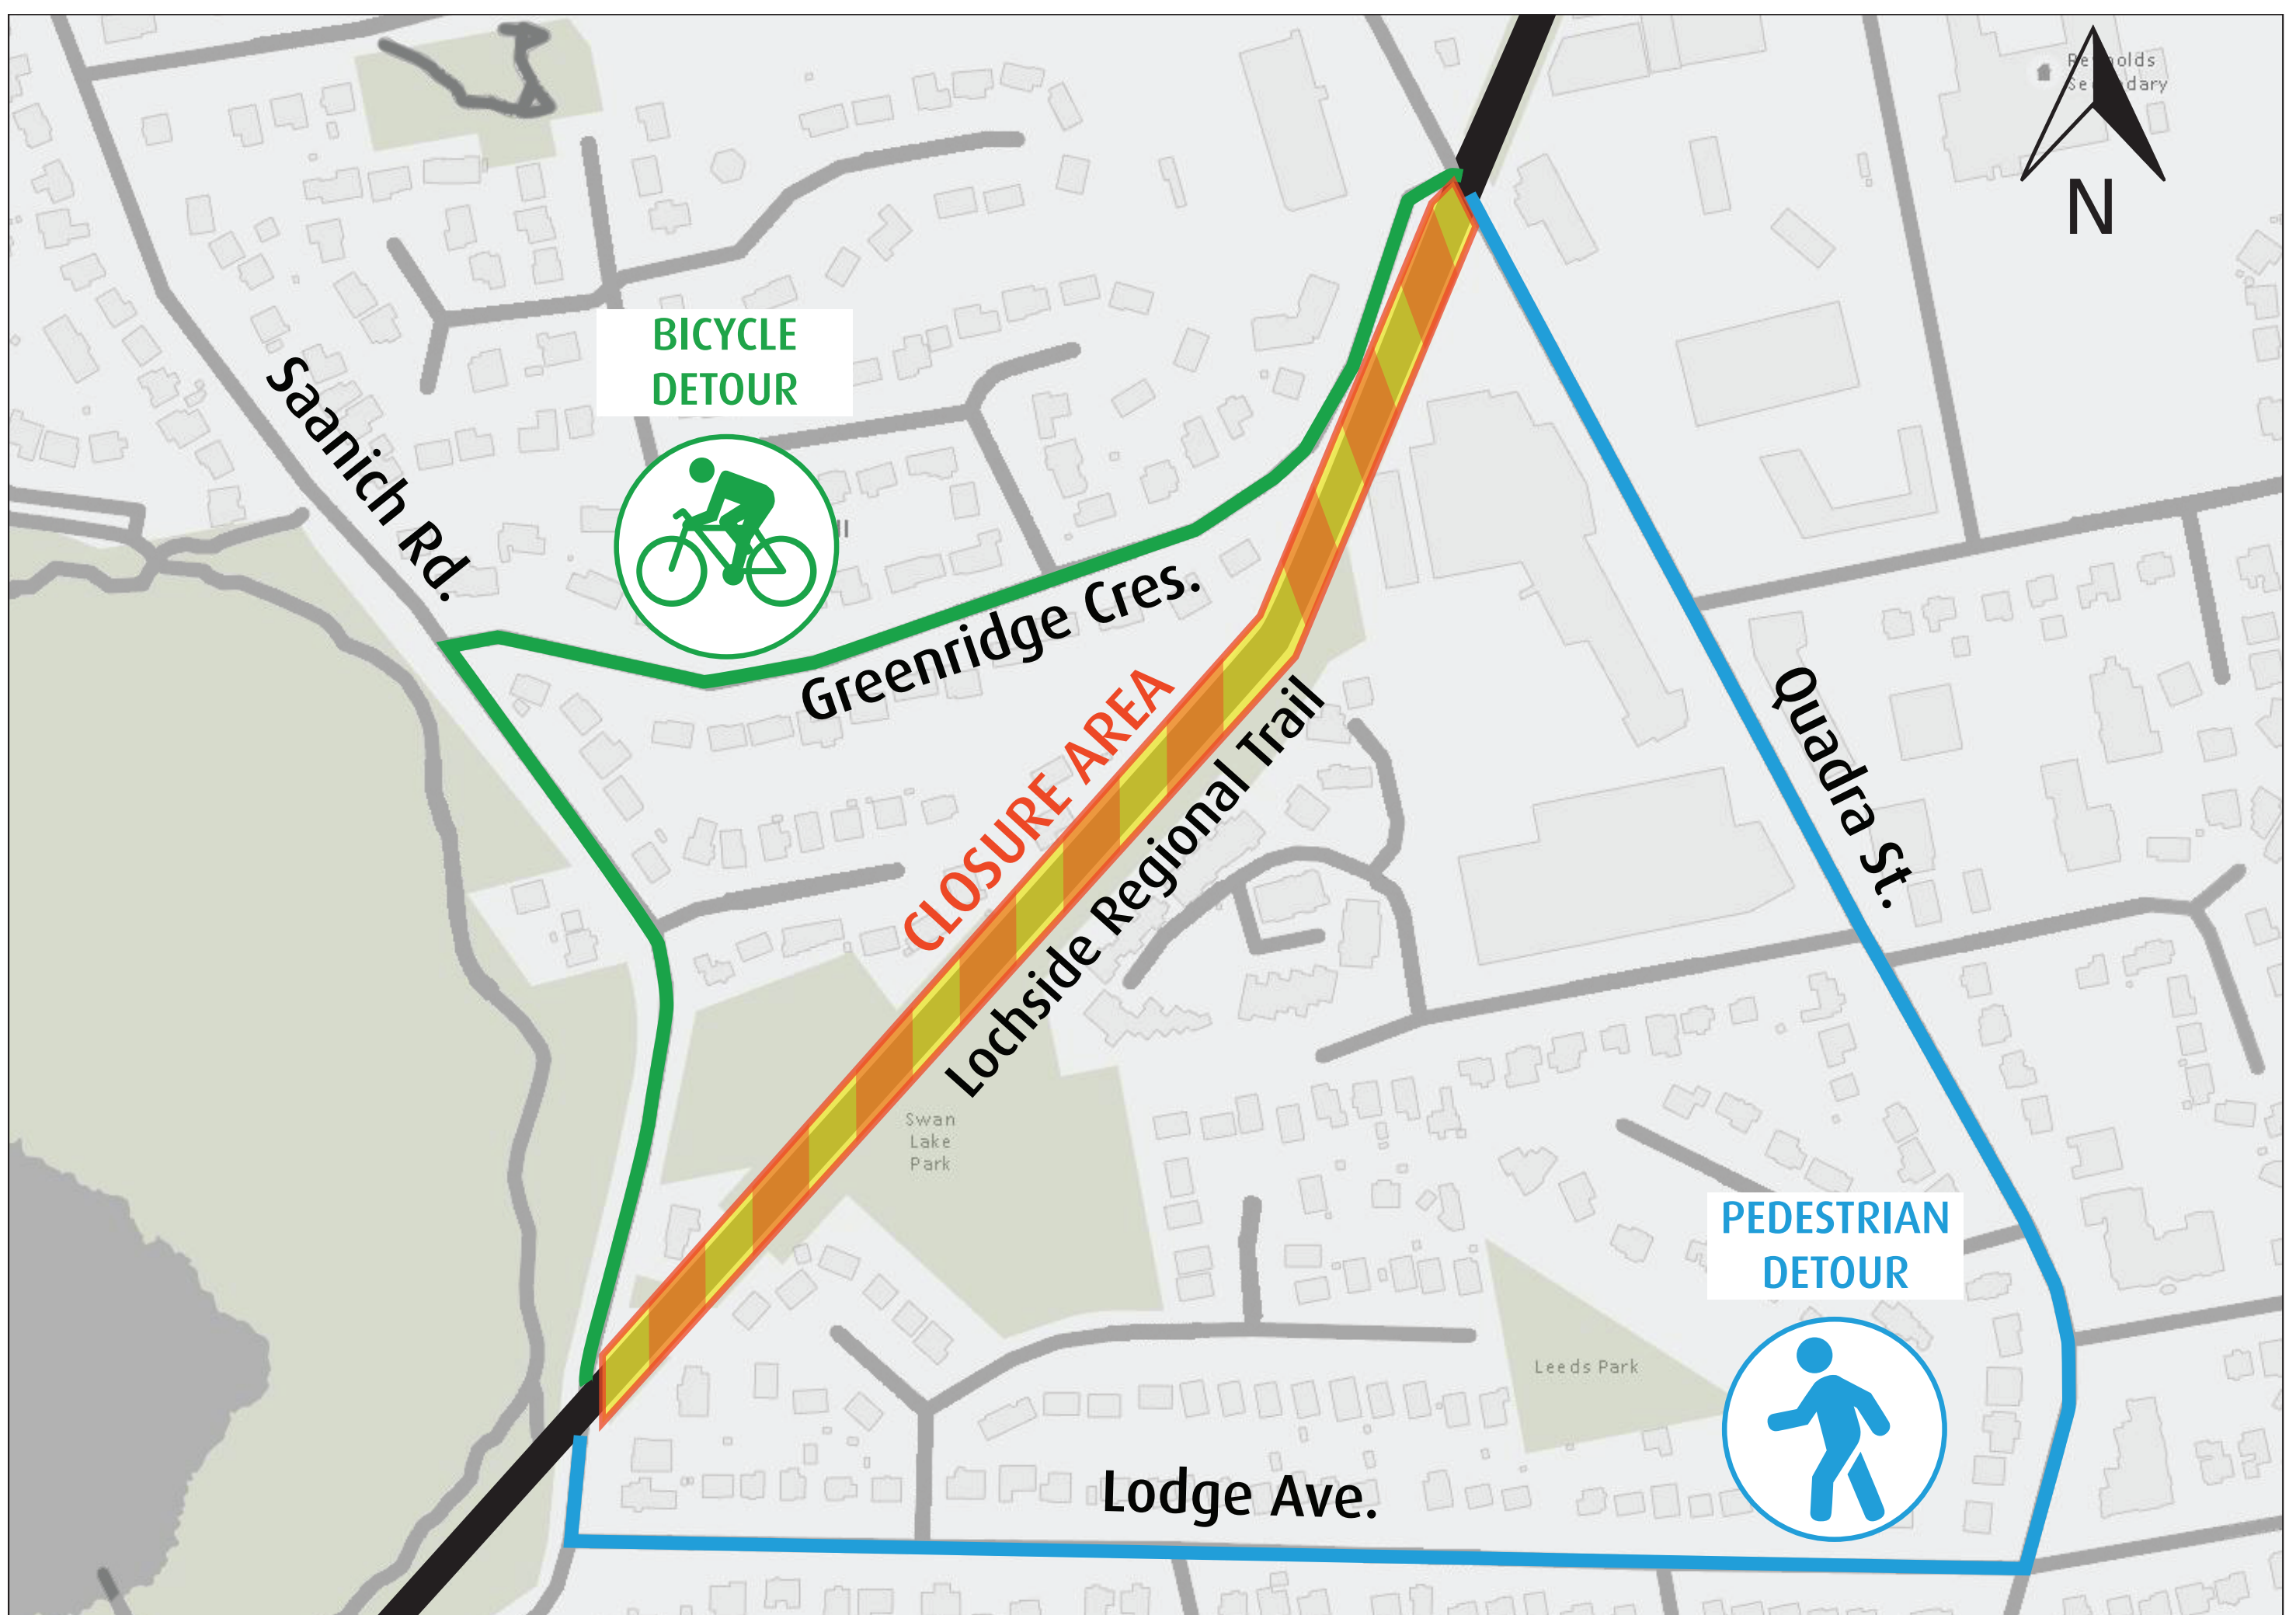 N
BICYCLE
DETOUR
Saanich Rd.
Greenridge Cres.
CLOSURE AREA
Lochside Regional Trail
Quadra St.
Swan
Lake
Park
PEDESTRIAN
DETOUR
Leeds Park
Lodge Ave.